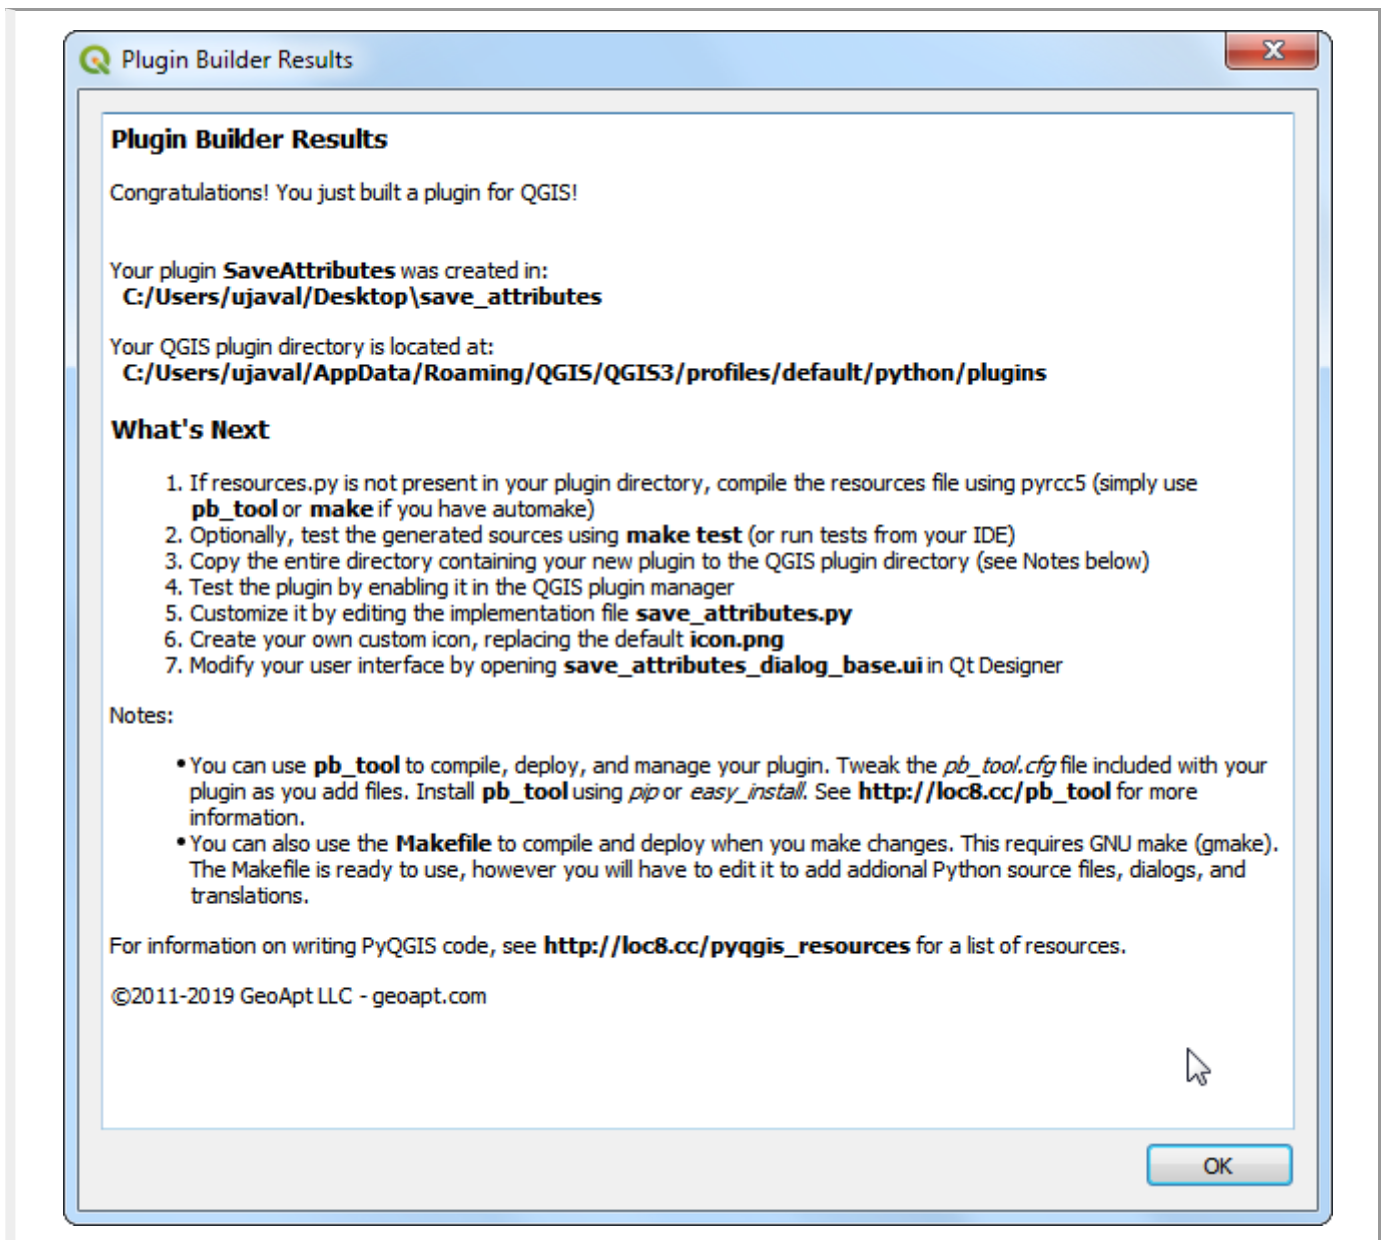 Plugin Builder Results
Plugin Builder Results
Congratulations! You just built a plugin for QGIS!
Your plugin SaveAttributes was created in:
C:/Users/ujaval/Desktop\save_attributes
Your QGIS plugin directory is located at:
C:/Users/ujaval/AppData/Roaming/QGIS/QGIS3/profiles/default/python/plugins
What's Next
1. If resources.py is not present in your plugin directory, compile the resources file using pyrcc5 (simply use
pb_tool or make if you have automake)
2. Optionally, test the generated sources using make test (or run tests from your IDE)
3. Copy the entire directory containing your new plugin to the QGIS plugin directory (see Notes below)
4. Test the plugin by enabling it in the QGIS plugin manager
5. Customize it by editing the implementation file save_attributes.py
6. Create your own custom icon, replacing the default icon.png
7. Modify your user interface by opening save_attributes_dialog_base.ui in Qt Designer
Notes:
• You can use pb_tool to compile, deploy, and manage your plugin. Tweak the pb_tool.cfg file included with your
plugin as you add files. Install pb_tool using pip or easy_install. See http://loc8.cc/pb_tool for more
information.
• You can also use the Makefile to compile and deploy when you make changes. This requires GNU make (gmake).
The Makefile is ready to use, however you will have to edit it to add addional Python source files, dialogs, and
translations.
For information on writing PyQGIS code, see http://loc8.cc/pyqgis_resources for a list of resources.
©2011-2019 GeoApt LLC - geoapt.com
OK